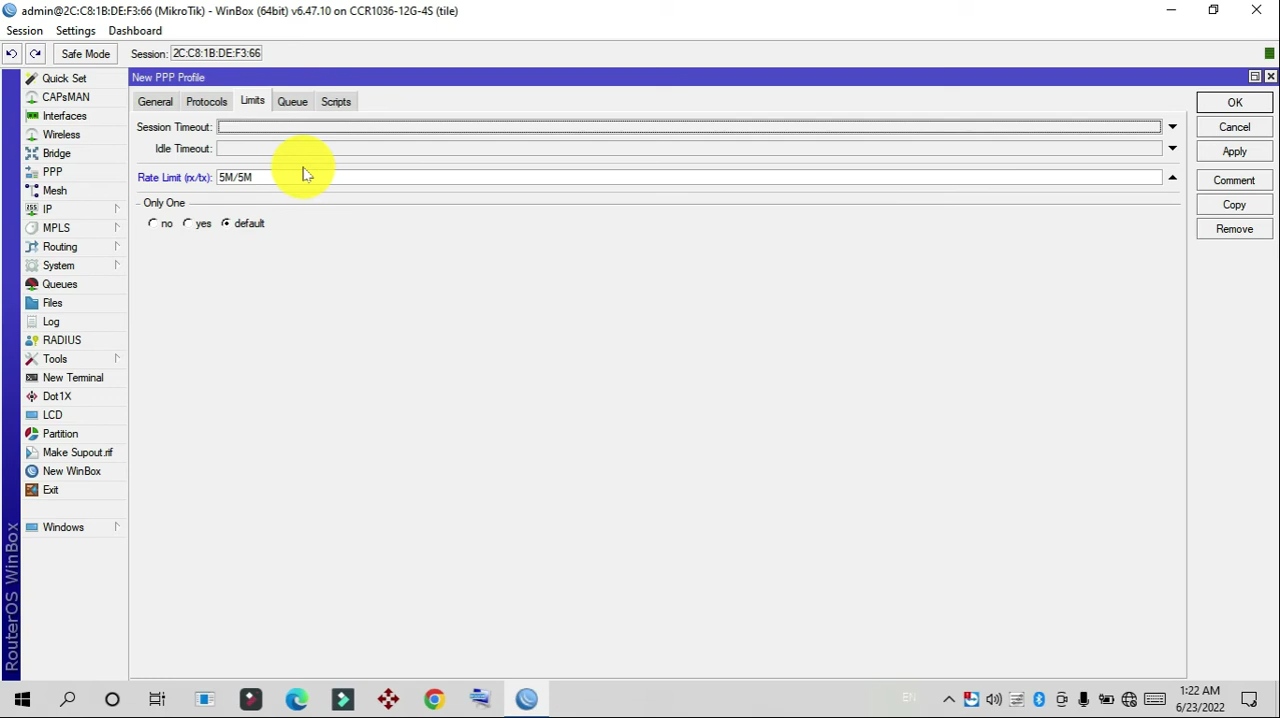 admin@2C:C8:1B:DE:F3:66 (MikroTik) - WinBox (64bit) v6.47.10 on CCR1036-12G-4S (tile)
Session Settings Dashboard
Safe Mode Session: 2C:C8:1B:DE:F3:66
Quick Set
CAPsMAN
Interfaces
Wireless
Bridge
PPP
Mesh
IP
MPLS
Routing
System
Queues
Files
Log
RADIUS
Tools
New Terminal
Dot1X
LCD
Partition
Make Supout.rif
New WinBox
Exit
Windows
RouterOS WinBox
New PPP Profile
General Protocols Limits Queue Scripts
Session Timeout:
Idle Timeout:
Rate Limit (rx/tx): 5M/5M
Only One
no yes default
OK
Cancel
Apply
Comment
Copy
Remove
EN
1:22 AM
6/23/2022